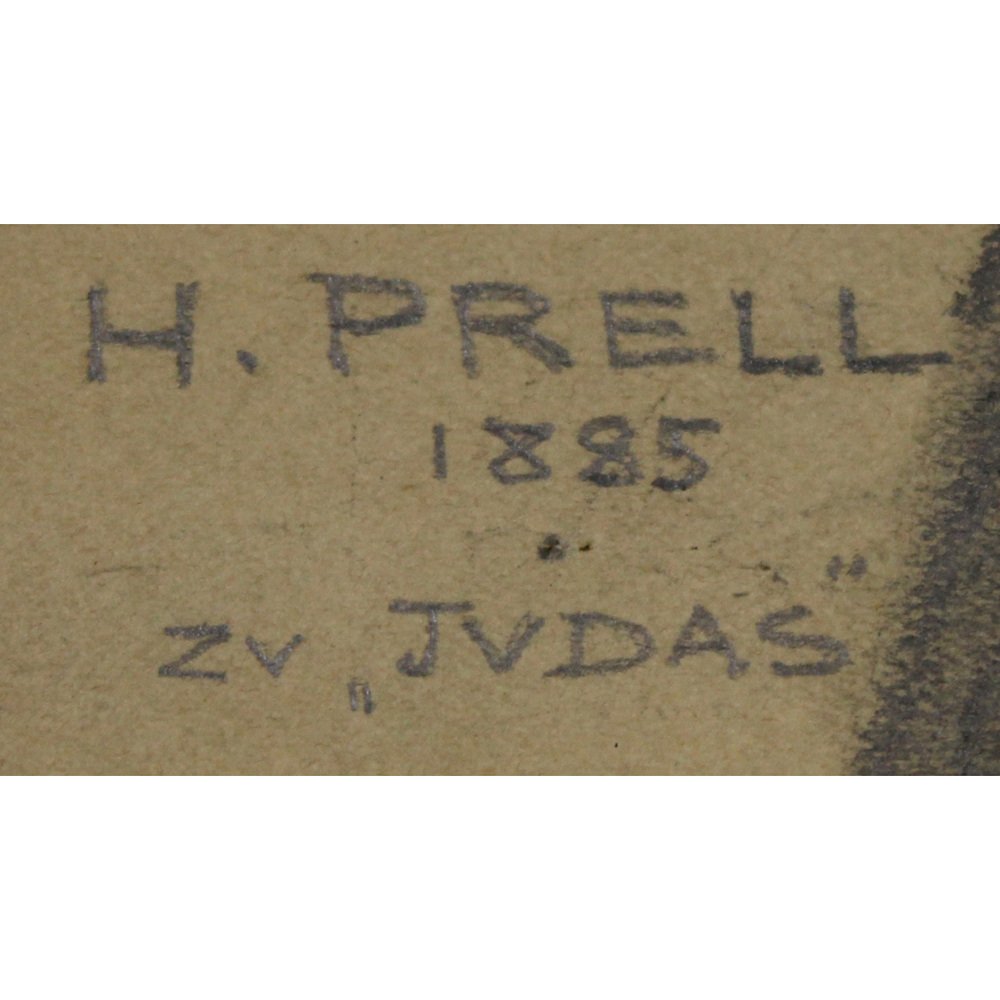 H. PRELL
1885
ZV „JVDAS"